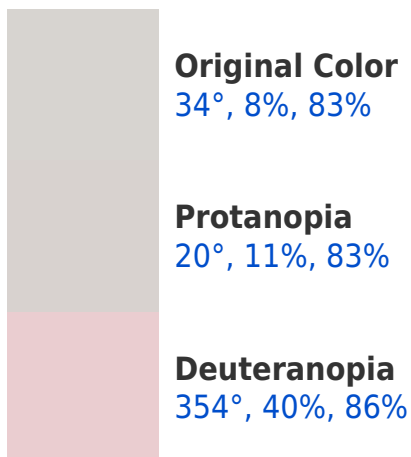 Original Color
34°, 8%, 83%
Protanopia
20°, 11%, 83%
Deuteranopia
354°, 40%, 86%